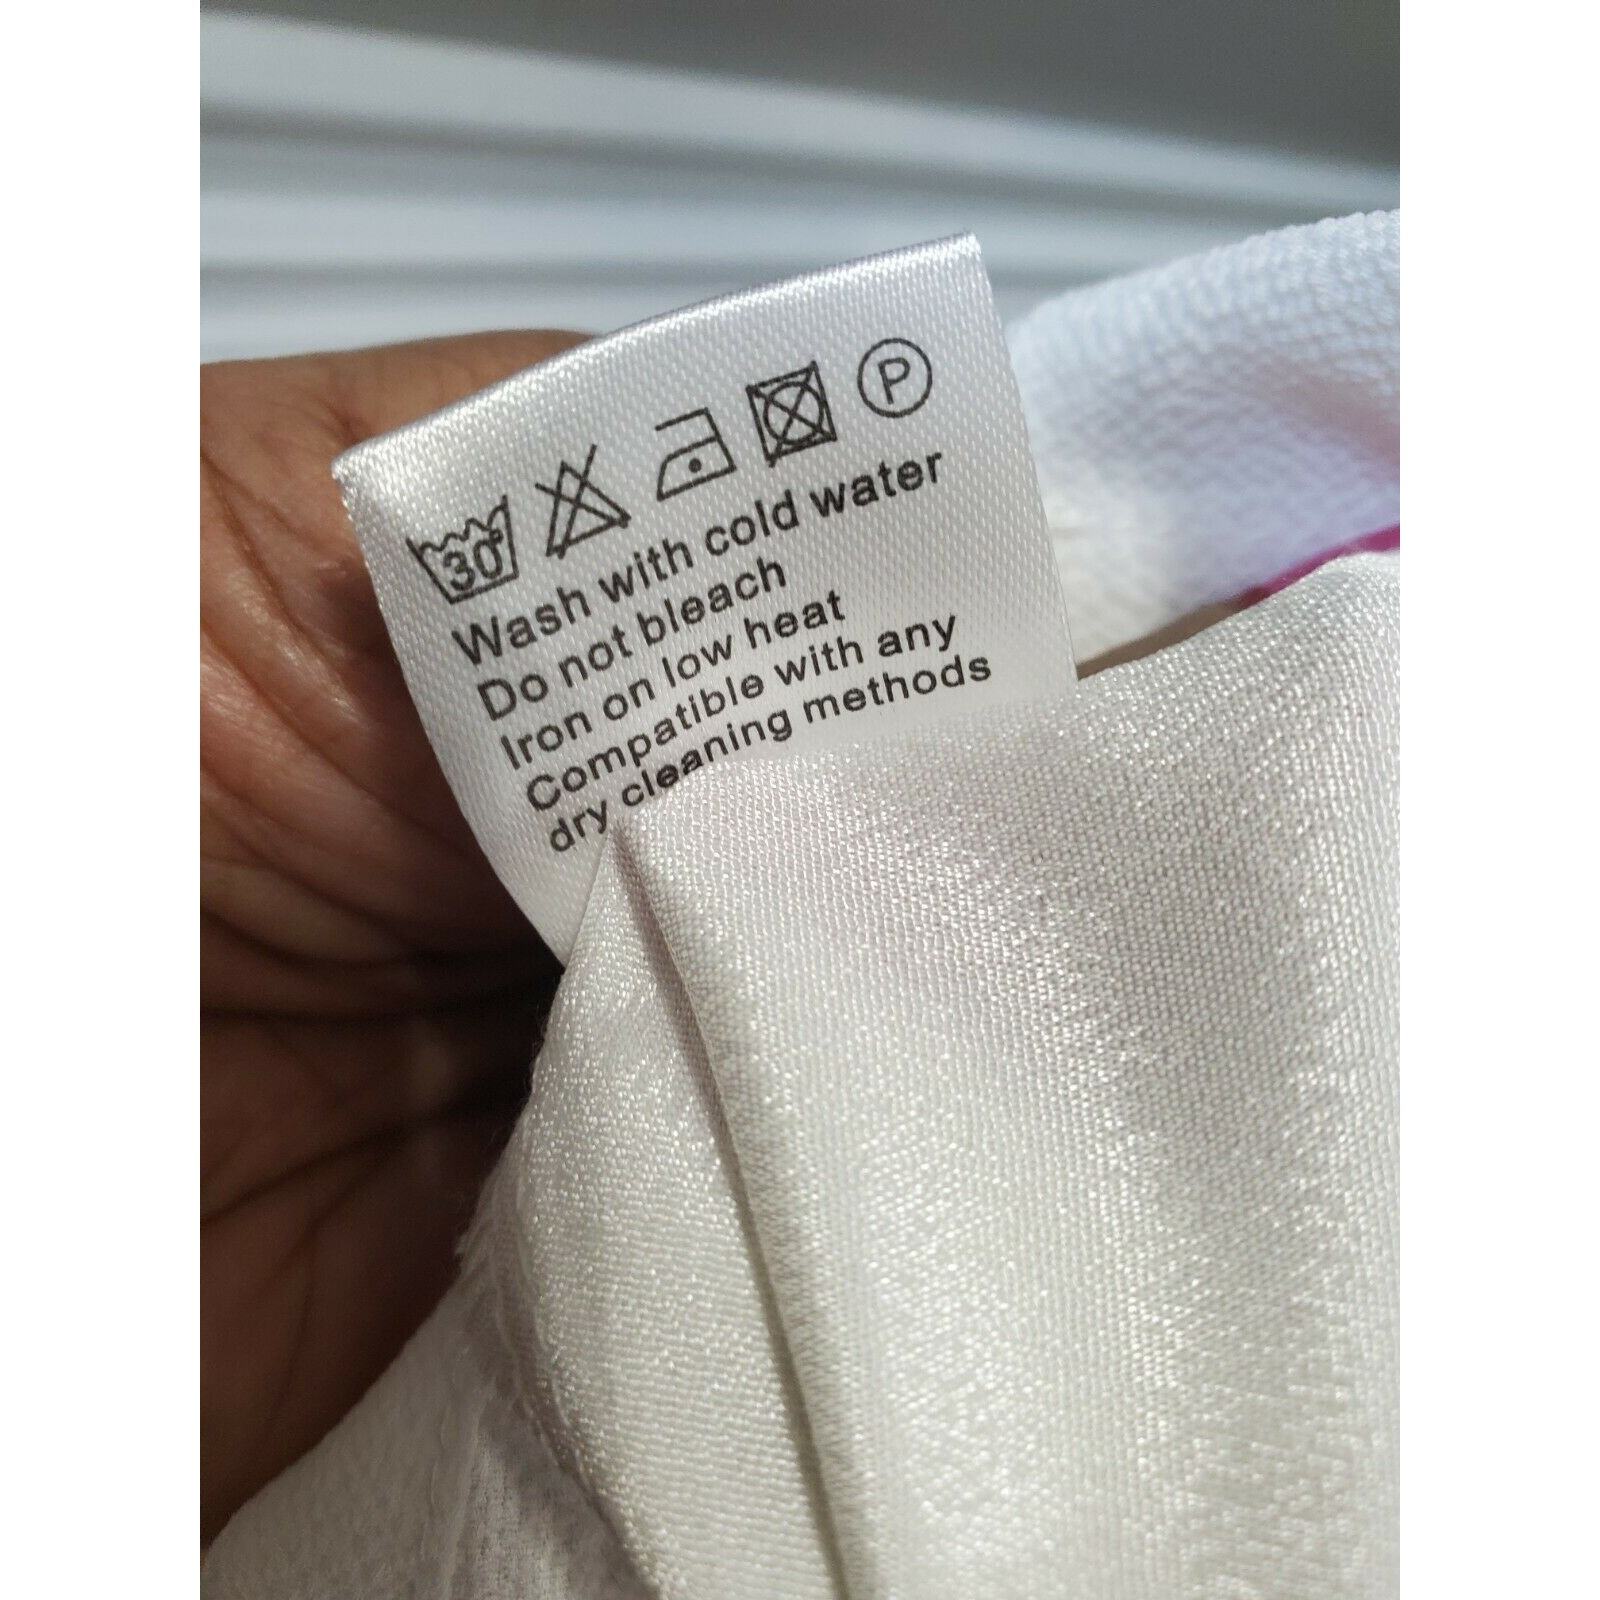 30° P
Wash with cold water
Do not bleach
Iron on low heat
Compatible with any
dry cleaning methods